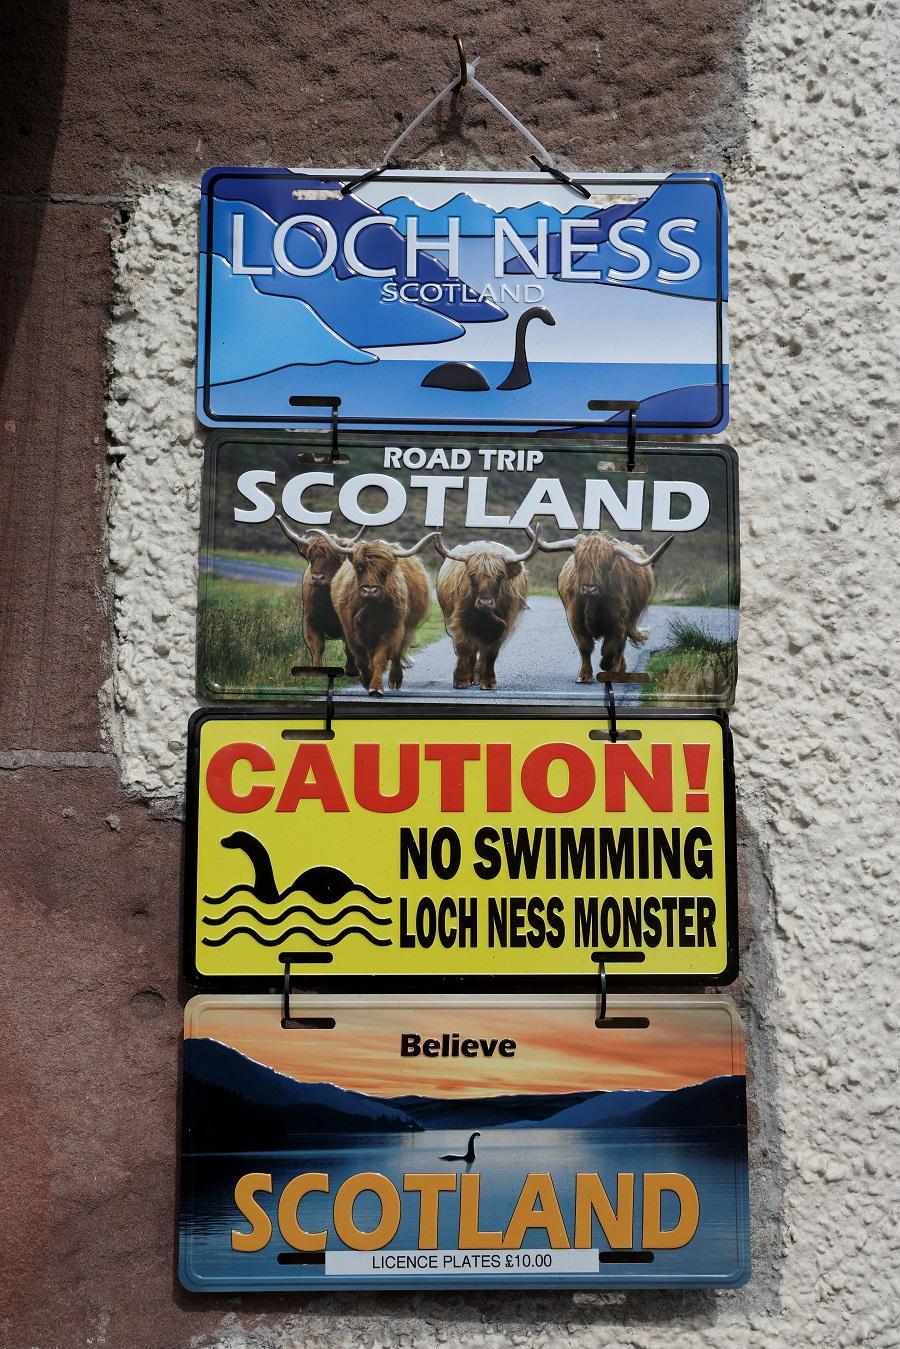 LOCH NESS
SCOTLAND
ROAD TRIP
SCOTLAND
CAUTION!
NO SWIMMING
LOCH NESS MONSTER
Believe
SCOTLAND
LICENCE PLATES £10.00